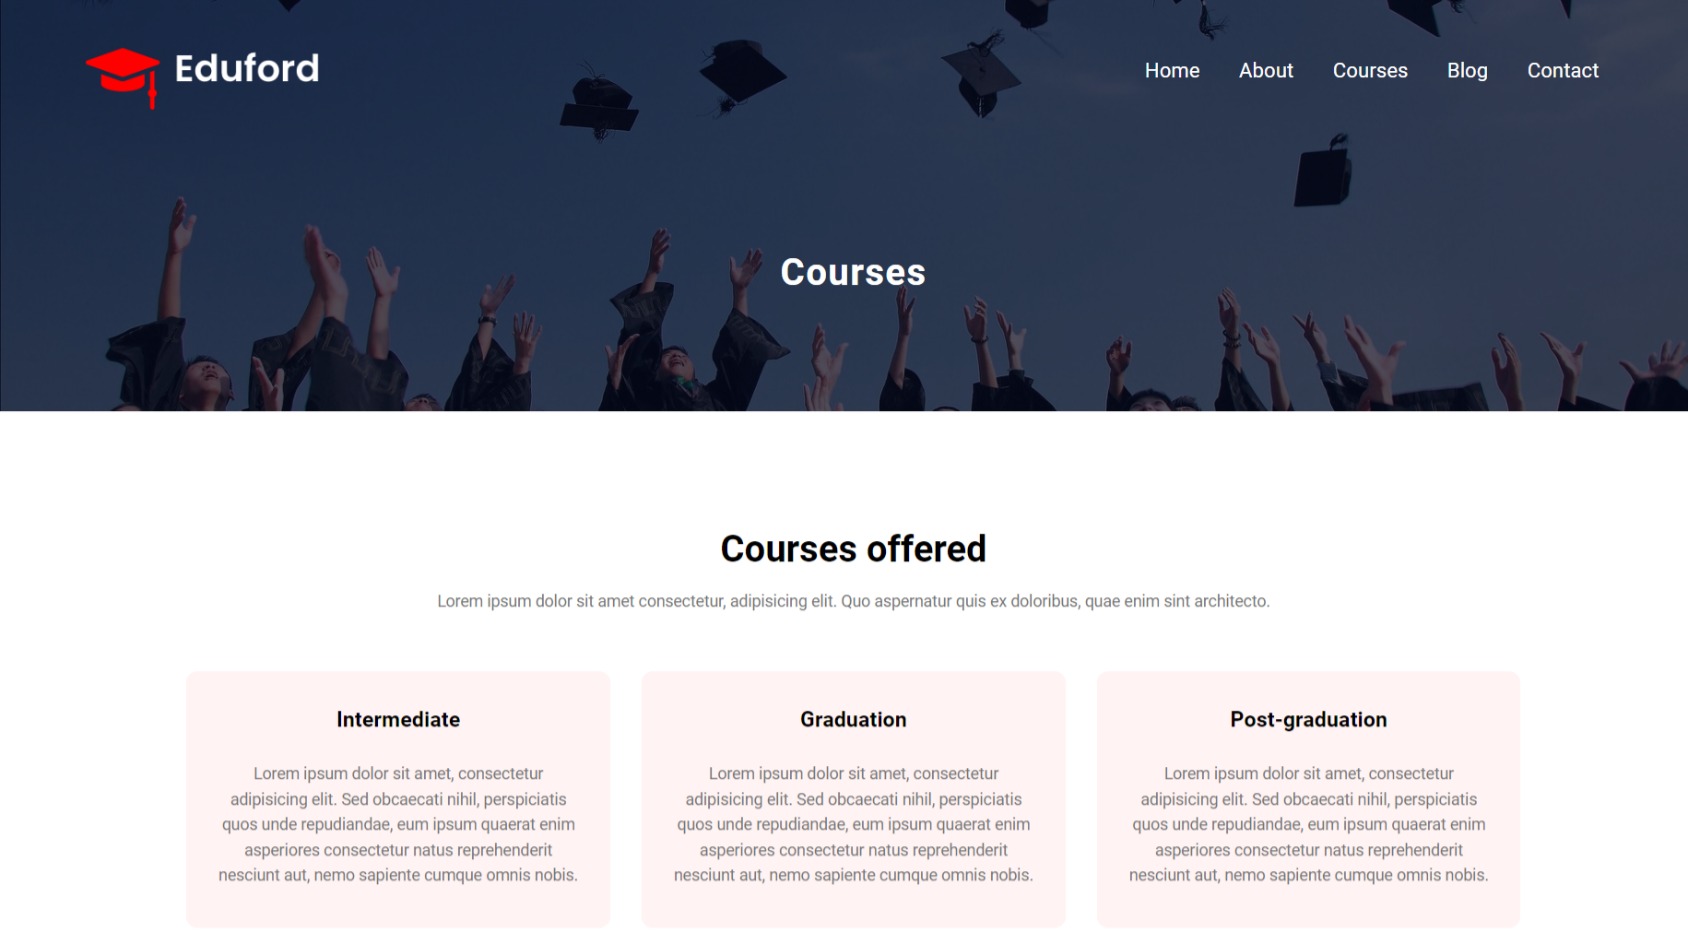 Eduford
Home About Courses Blog Contact
Courses
Courses offered
Lorem ipsum dolor sit amet consectetur, adipisicing elit. Quo aspernatur quis ex doloribus, quae enim sint architecto.
Intermediate
Lorem ipsum dolor sit amet, consectetur
adipisicing elit. Sed obcaecati nihil, perspiciatis
quos unde repudiandae, eum ipsum quaerat enim
asperiores consectetur natus reprehenderit
nesciunt aut, nemo sapiente cumque omnis nobis.
Graduation
Lorem ipsum dolor sit amet, consectetur
adipisicing elit. Sed obcaecati nihil, perspiciatis
quos unde repudiandae, eum ipsum quaerat enim
asperiores consectetur natus reprehenderit
nesciunt aut, nemo sapiente cumque omnis nobis.
Post-graduation
Lorem ipsum dolor sit amet, consectetur
adipisicing elit. Sed obcaecati nihil, perspiciatis
quos unde repudiandae, eum ipsum quaerat enim
asperiores consectetur natus reprehenderit
nesciunt aut, nemo sapiente cumque omnis nobis.